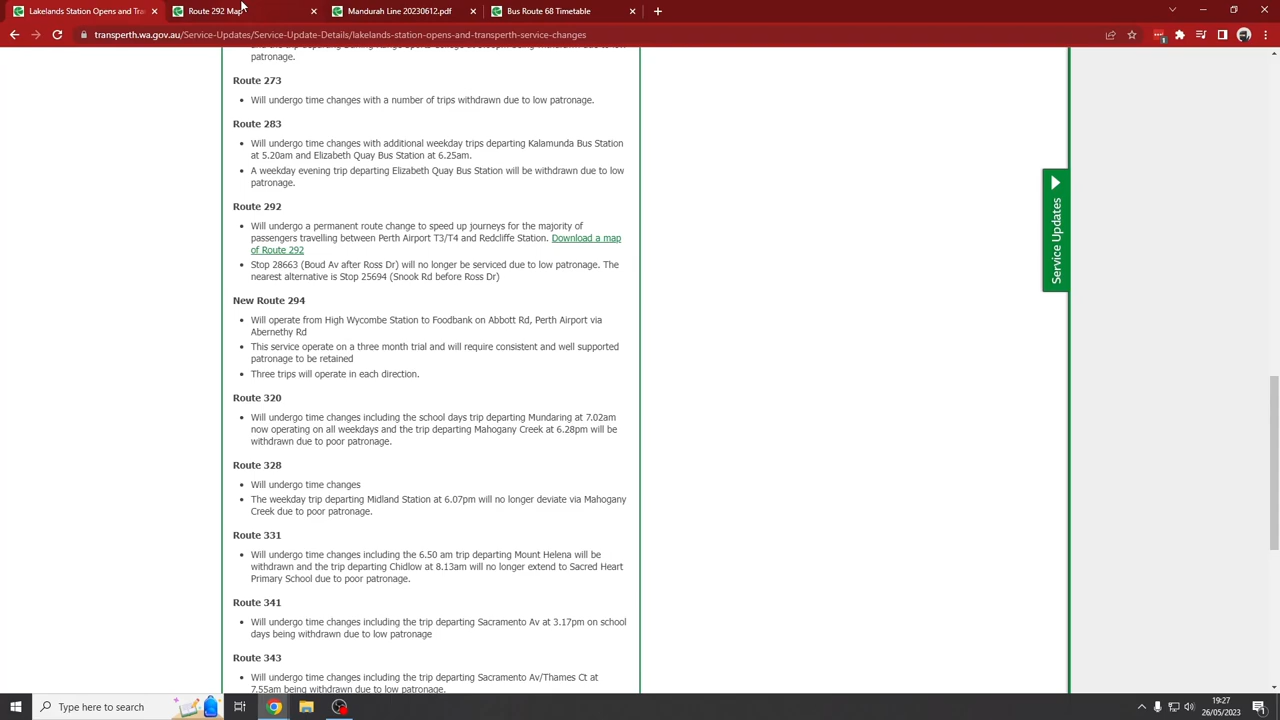 Lakelands Station Opens and Tra
Route 292 Map
Mandurah Line 20230612.pdf
Bus Route 68 Timetable
transperth.wa.gov.au/Service-Updates/Service-Update-Details/lakelands-station-opens-and-transperth-service-changes
patronage.
Route 273
Will undergo time changes with a number of trips withdrawn due to low patronage.
Route 283
Will undergo time changes with additional weekday trips departing Kalamunda Bus Station
at 5.20am and Elizabeth Quay Bus Station at 6.25am.
A weekday evening trip departing Elizabeth Quay Bus Station will be withdrawn due to low
patronage.
Route 292
Will undergo a permanent route change to speed up journeys for the majority of
passengers travelling between Perth Airport T3/T4 and Redcliffe Station. Download a map
of Route 292
Stop 28663 (Boud Av after Ross Dr) will no longer be serviced due to low patronage. The
nearest alternative is Stop 25694 (Snook Rd before Ross Dr)
New Route 294
Will operate from High Wycombe Station to Foodbank on Abbott Rd, Perth Airport via
Abernethy Rd
This service operate on a three month trial and will require consistent and well supported
patronage to be retained
Three trips will operate in each direction.
Route 320
Will undergo time changes including the school days trip departing Mundaring at 7.02am
now operating on all weekdays and the trip departing Mahogany Creek at 6.28pm will be
withdrawn due to poor patronage.
Route 328
Will undergo time changes
The weekday trip departing Midland Station at 6.07pm will no longer deviate via Mahogany
Creek due to poor patronage.
Route 331
Will undergo time changes including the 6.50 am trip departing Mount Helena will be
withdrawn and the trip departing Chidlow at 8.13am will no longer extend to Sacred Heart
Primary School due to poor patronage.
Route 341
Will undergo time changes including the trip departing Sacramento Av at 3.17pm on school
days being withdrawn due to low patronage
Route 343
Will undergo time changes including the trip departing Sacramento Av/Thames Ct at
7.55am being withdrawn due to low patronage.
Service Updates
Type here to search
19:27
26/05/2023